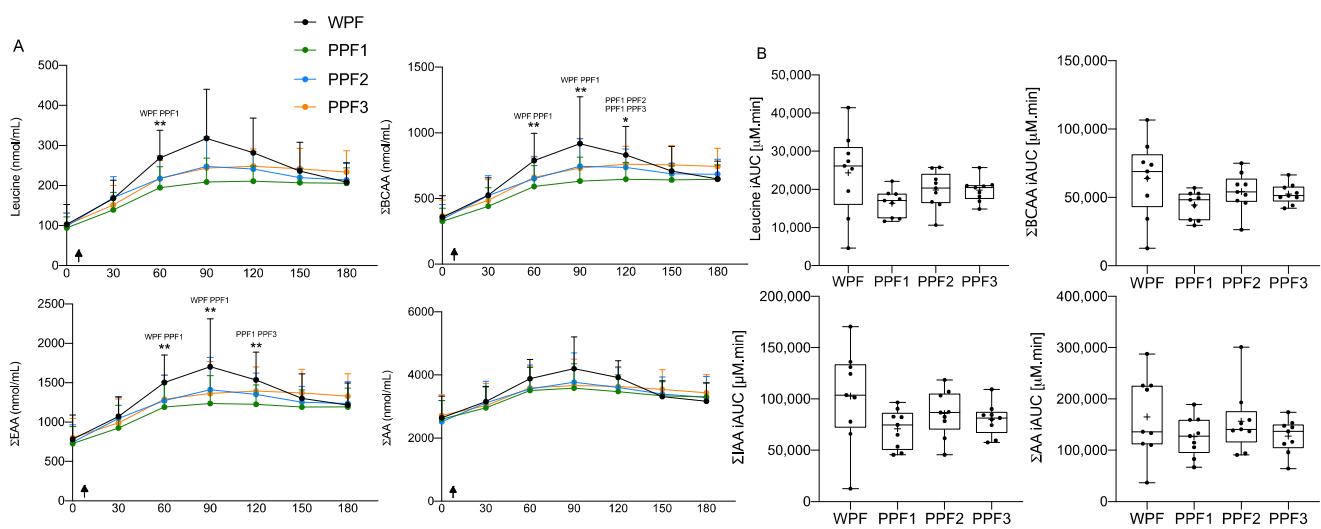 A
WPF
PPF1
PPF2
PPF3
Leucine (nmol/mL)
500
400
300
200
100
0
WPF PPF1
**
0 30 60 90 120 150 180
ΣBCAA (nmol/mL)
1500
1000
500
0
WPF PPF1
**
WPF PPF1
**
PPF1 PPF2
PPF1 PPF3
*
0 30 60 90 120 150 180
ΣEAA (nmol/mL)
2500
2000
1500
1000
500
0
WPF PPF1
**
WPF PPF1
**
PPF1 PPF3
**
0 30 60 90 120 150 180
ΣAA (nmol/mL)
6000
4000
2000
0
0 30 60 90 120 150 180
B
Leucine iAUC [µM.min]
50,000
40,000
30,000
20,000
10,000
0
WPF PPF1 PPF2 PPF3
ΣBCAA iAUC [µM.min]
150,000
100,000
50,000
0
WPF PPF1 PPF2 PPF3
ΣIAA iAUC [µM.min]
200,000
150,000
100,000
50,000
0
WPF PPF1 PPF2 PPF3
ΣAA iAUC [µM.min]
400,000
300,000
200,000
100,000
0
WPF PPF1 PPF2 PPF3